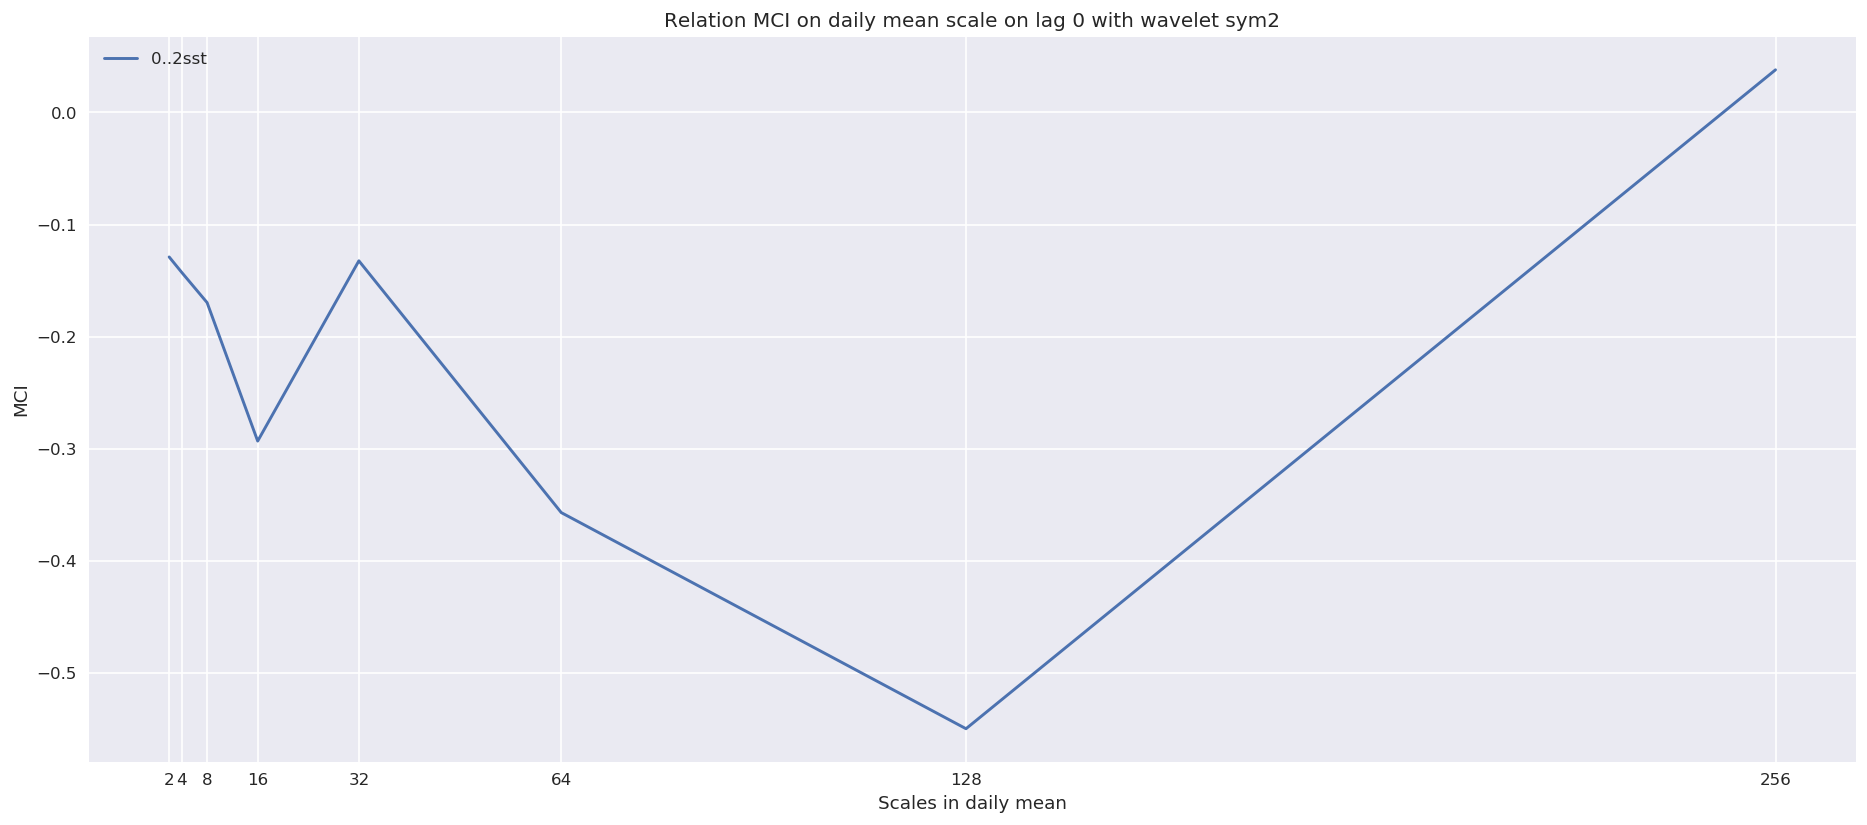 Relation MCI on daily mean scale on lag 0 with wavelet sym2
0..2sst
0.0
−0.1
−0.2
−0.3
−0.4
−0.5
MCI
2 4 8 16 32 64 128 256
Scales in daily mean